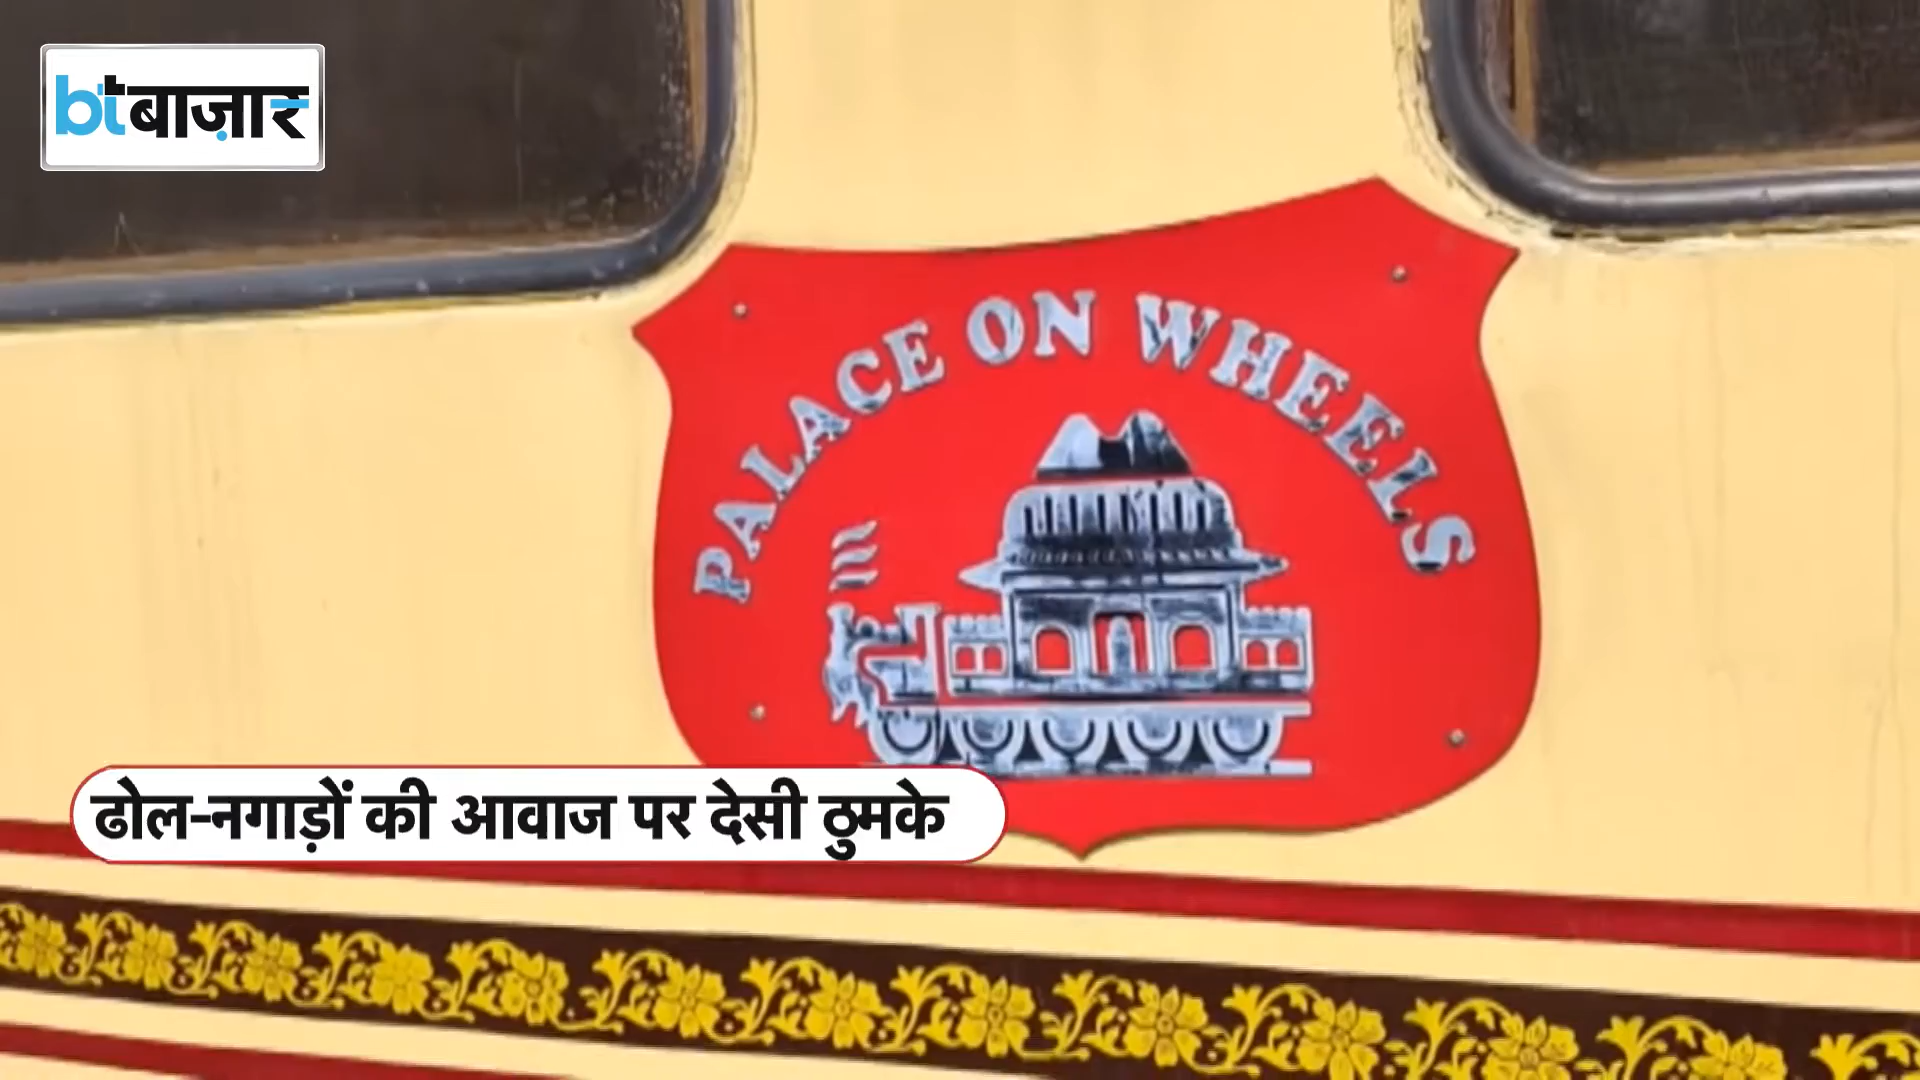 btबाज़ार
PALACE ON WHEELS
ढोल-नगाड़ों की आवाज पर देसी ठुमके